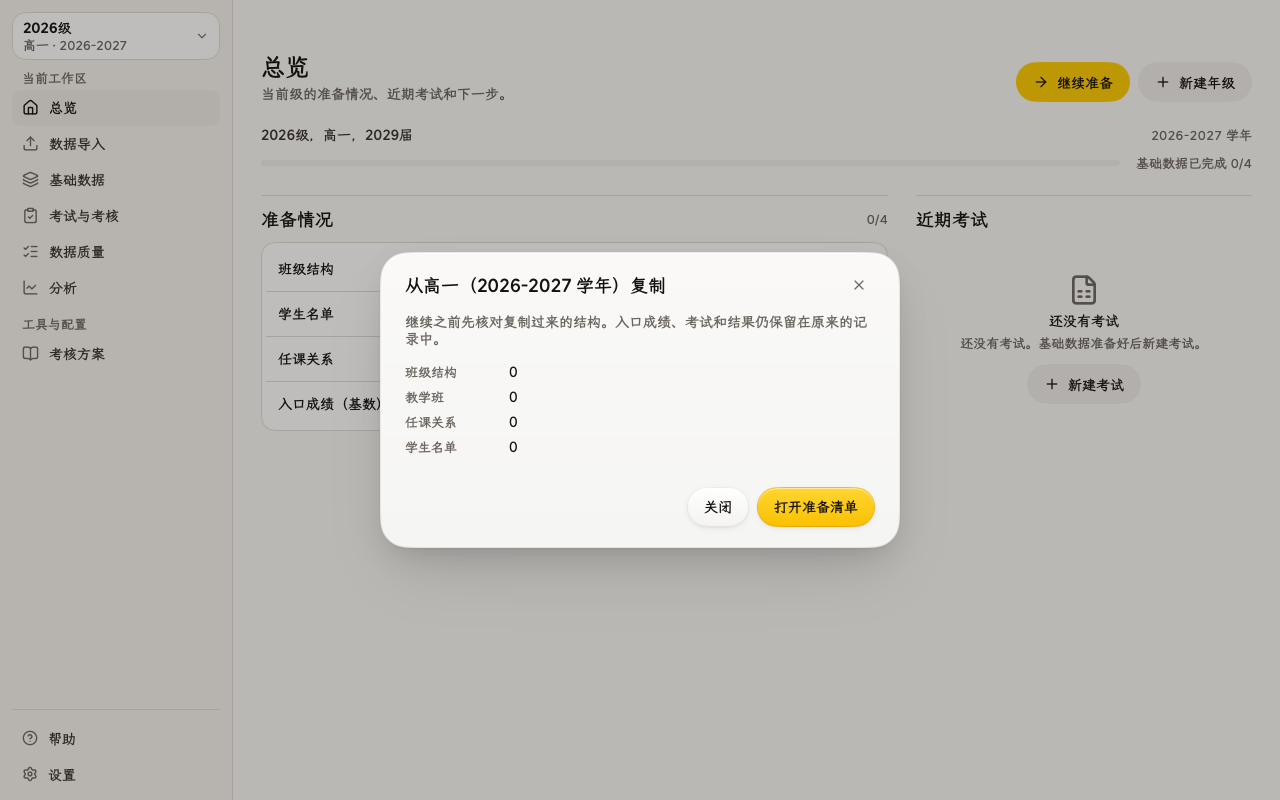 2026级
高一 · 2026-2027
当前工作区
总览
数据导入
基础数据
考试与考核
数据质量
分析
工具与配置
考核方案
帮助
设置
总览
当前级的准备情况、近期考试和下一步。
继续准备
新建年级
2026级，高一，2029届
2026-2027 学年
基础数据已完成 0/4
准备情况
0/4
班级结构
学生名单
任课关系
入口成绩（基数）
近期考试
还没有考试
还没有考试。基础数据准备好后新建考试。
新建考试
从高一（2026-2027 学年）复制
继续之前先核对复制过来的结构。入口成绩、考试和结果仍保留在原来的记
录中。
班级结构 0
教学班 0
任课关系 0
学生名单 0
关闭
打开准备清单